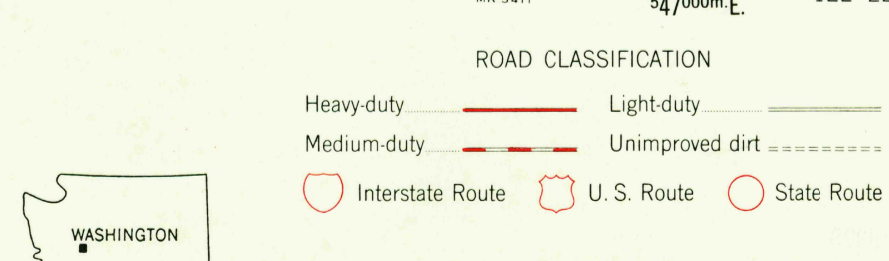 547000m. E.
ROAD CLASSIFICATION
Heavy-duty Light-duty
Medium-duty Unimproved dirt
Interstate Route U. S. Route State Route
WASHINGTON